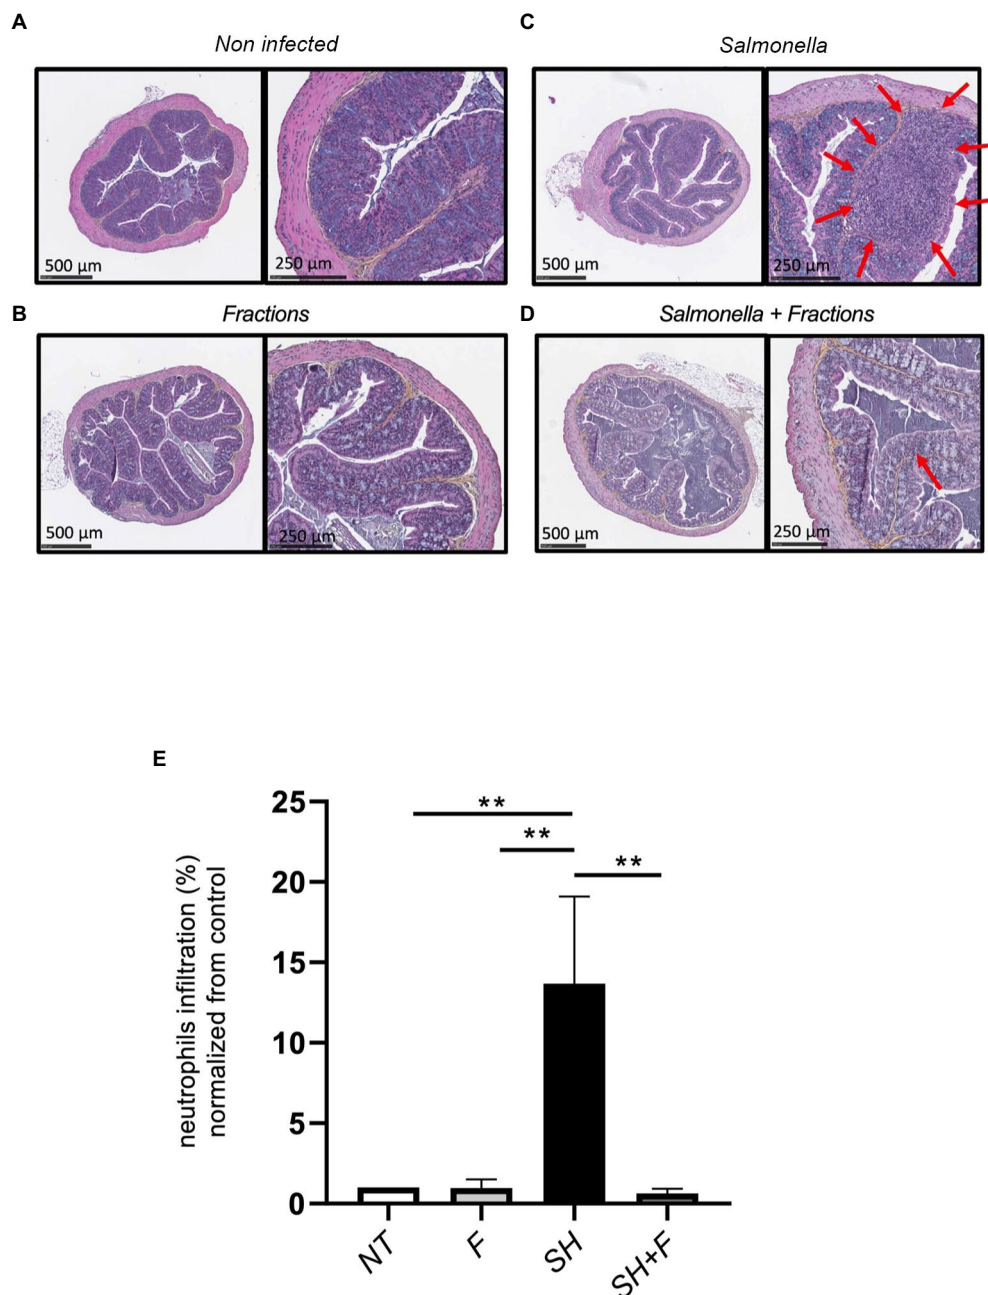 A
Non infected
500 µm
250 µm
C
Salmonella
500 µm
250 µm
B
Fractions
500 µm
250 µm
D
Salmonella + Fractions
500 µm
250 µm
E
neutrophils infiltration (%)
normalized from control
25
20
15
10
5
0
**
**
**
NT
F
SH
SH+F